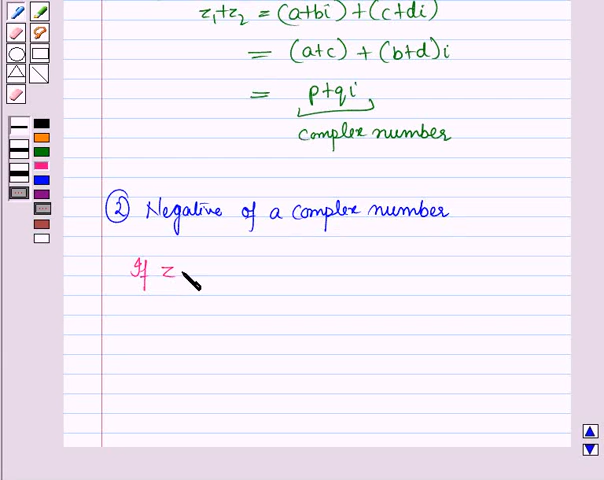 z₁+z₂ = (a+bi) + (c+di)
= (a+c) + (b+d)i
= p+qi
complex number
② Negative of a complex number
If z